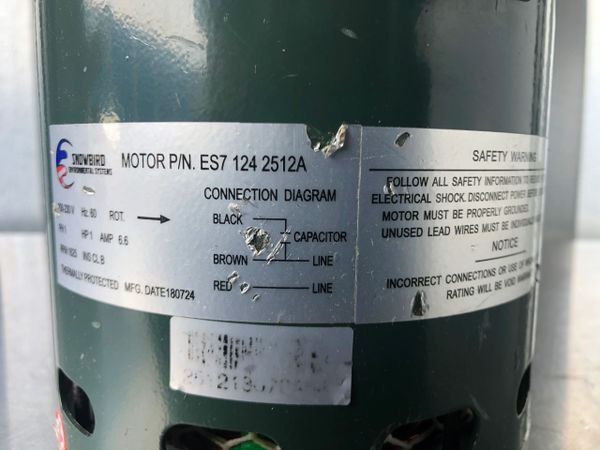 SNOWBIRD
ENVIRONMENTAL SYSTEMS
MOTOR P/N. ES7 124 2512A
CONNECTION DIAGRAM
BLACK
CAPACITOR
BROWN LINE
RED LINE
V Hz 60 ROT.
PH 1 HP 1 AMP 6.6
INS CL B
THERMALLY PROTECTED MFG. DATE180724
SAFETY WARNING
FOLLOW ALL SAFETY INFORMATION TO
ELECTRICAL SHOCK. DISCONNECT POWER
MOTOR MUST BE PROPERLY GROUNDED.
UNUSED LEAD WIRES MUST BE
NOTICE
INCORRECT CONNECTIONS OR USE OF
RATING WILL BE VOID